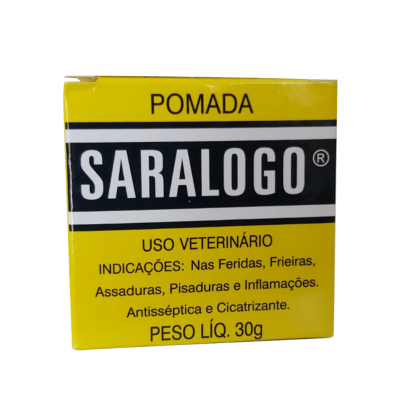 POMADA
SARALOGO®
USO VETERINÁRIO
INDICAÇÕES: Nas Feridas, Frieiras,
Assaduras, Pisaduras e Inflamações.
Antisséptica e Cicatrizante.
PESO LÍQ. 30g